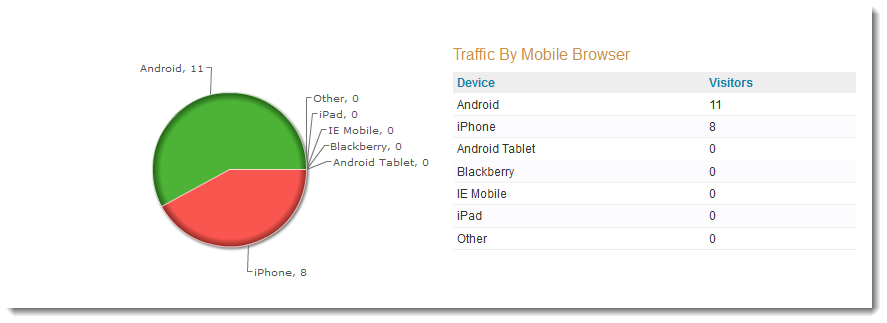 Android, 11
Other, 0
iPad, 0
IE Mobile, 0
Blackberry, 0
Android Tablet, 0
iPhone, 8
Traffic By Mobile Browser
Device Visitors
Android 11
iPhone 8
Android Tablet 0
Blackberry 0
IE Mobile 0
iPad 0
Other 0